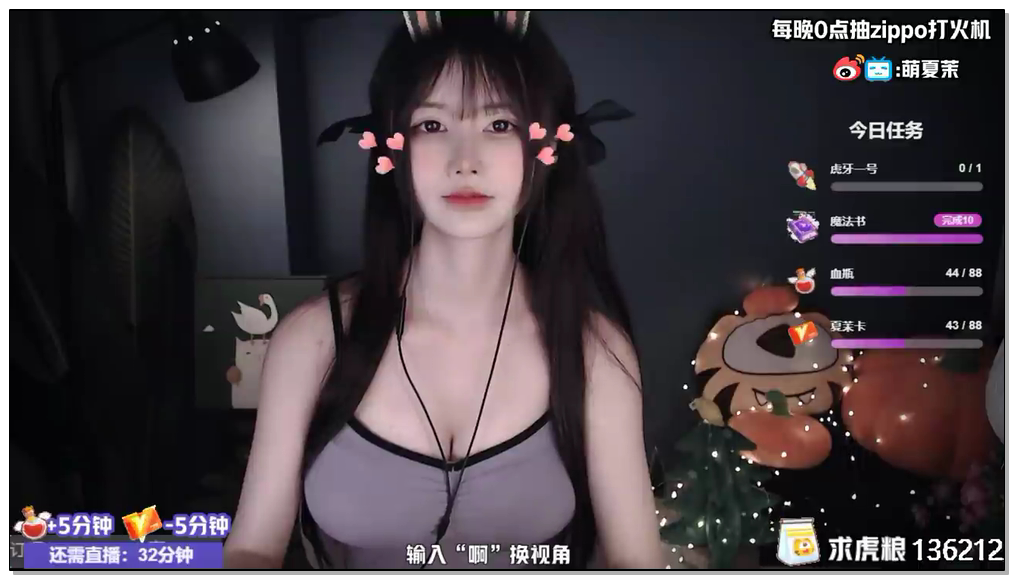 每晚0点抽zippo打火机
:萌夏茉
今日任务
虎牙一号 0 / 1
魔法书 完成10
血瓶 44 / 88
夏茉卡 43 / 88
+5分钟 -5分钟
还需直播：32分钟
输入“啊”换视角
求虎粮 136212